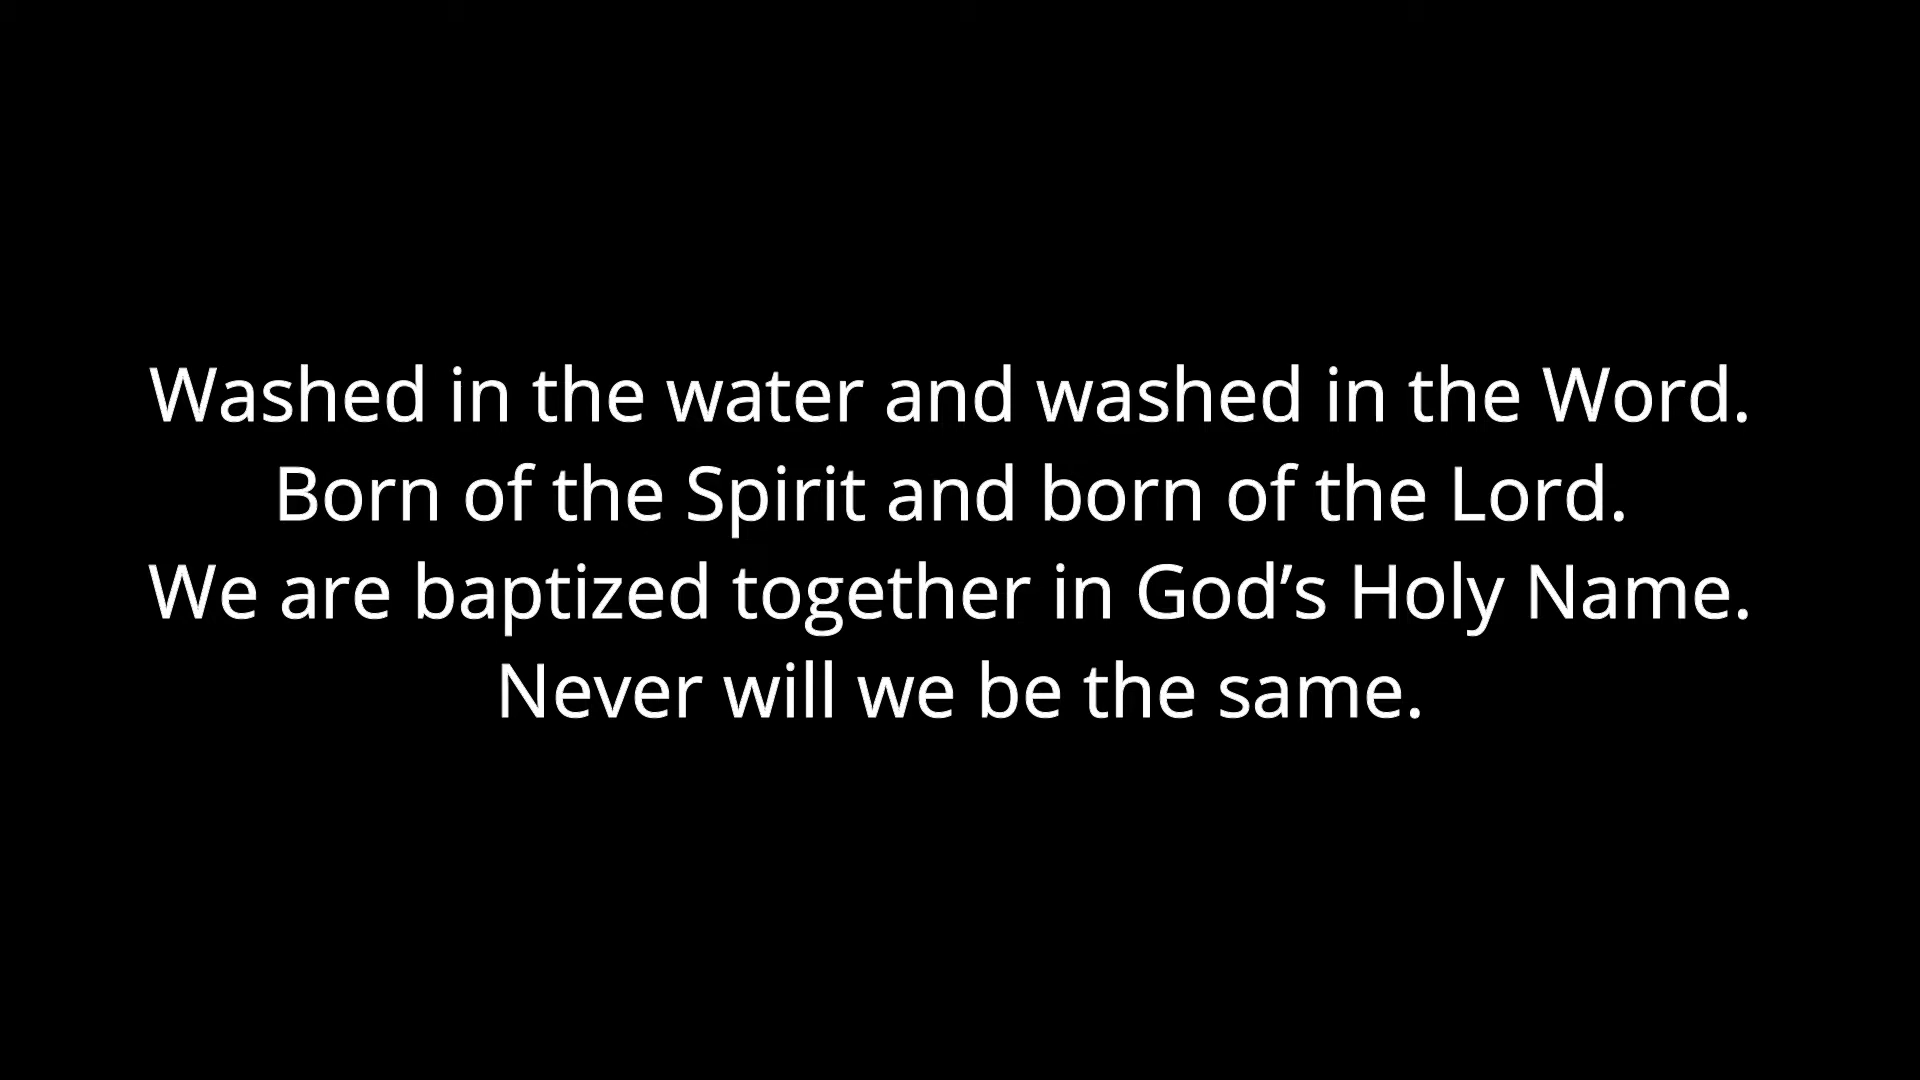 Washed in the water and washed in the Word.
Born of the Spirit and born of the Lord.
We are baptized together in God’s Holy Name.
Never will we be the same.